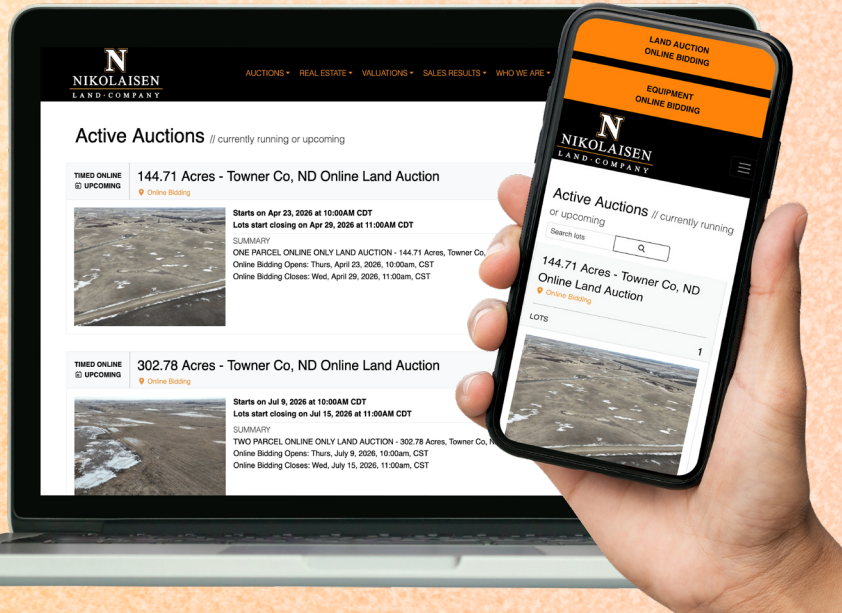 N
NIKOLAISEN
LAND·COMPANY
AUCTIONS
REAL ESTATE
VALUATIONS
SALES RESULTS
WHO WE ARE
Active Auctions // currently running or upcoming
TIMED ONLINE
UPCOMING
144.71 Acres - Towner Co, ND Online Land Auction
Online Bidding
Starts on Apr 23, 2026 at 10:00AM CDT
Lots start closing on Apr 29, 2026 at 11:00AM CDT
SUMMARY
ONE PARCEL ONLINE ONLY LAND AUCTION - 144.71 Acres, Towner Co,
Online Bidding Opens: Thurs, April 23, 2026, 10:00am, CST
Online Bidding Closes: Wed, April 29, 2026, 11:00am, CST
TIMED ONLINE
UPCOMING
302.78 Acres - Towner Co, ND Online Land Auction
Online Bidding
Starts on Jul 9, 2026 at 10:00AM CDT
Lots start closing on Jul 15, 2026 at 11:00AM CDT
SUMMARY
TWO PARCEL ONLINE ONLY LAND AUCTION - 302.78 Acres, Towner Co,
Online Bidding Opens: Thurs, July 9, 2026, 10:00am, CST
Online Bidding Closes: Wed, July 15, 2026, 11:00am, CST
LAND AUCTION
ONLINE BIDDING
EQUIPMENT
ONLINE BIDDING
N
NIKOLAISEN
LAND·COMPANY
Active Auctions // currently running
or upcoming
Search lots
144.71 Acres - Towner Co, ND
Online Land Auction
Online Bidding
LOTS
1